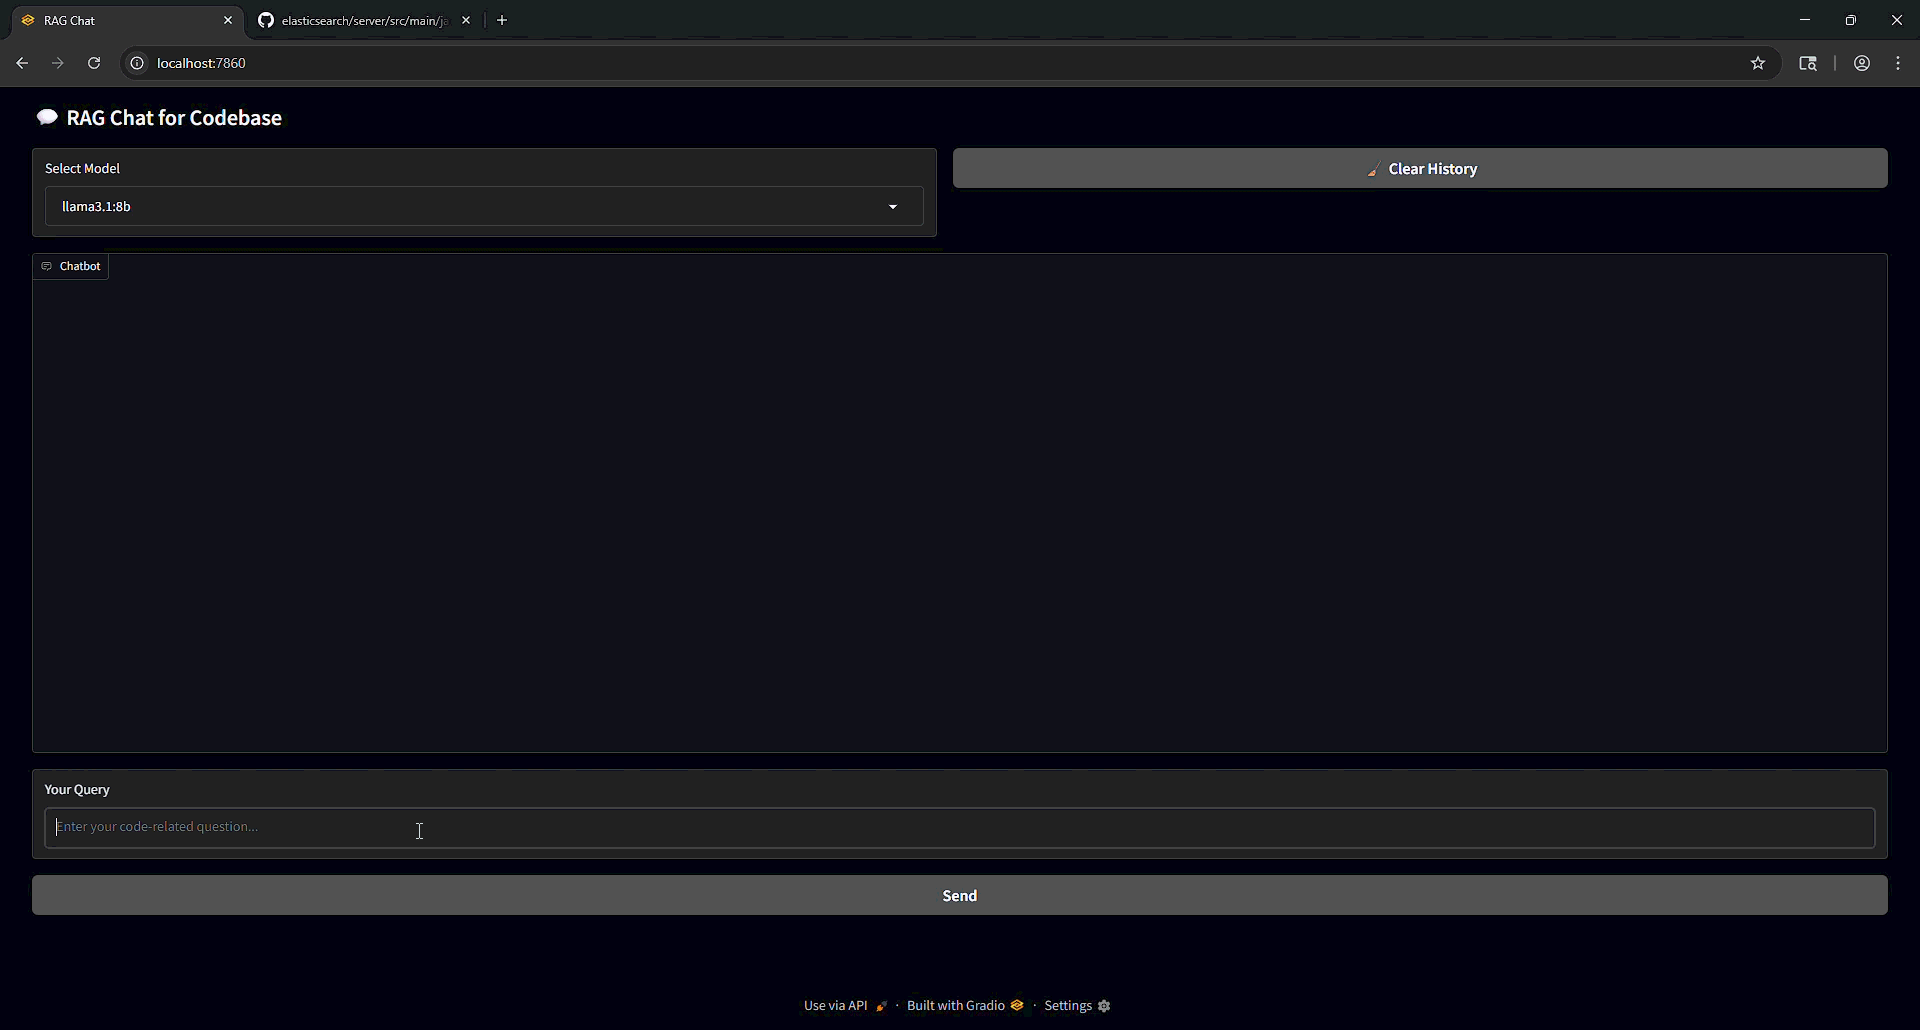 RAG Chat
elasticsearch/server/src/main/ja
localhost:7860
RAG Chat for Codebase
Select Model
llama3.1:8b
Clear History
Chatbot
Your Query
Enter your code-related question...
Send
Use via API · Built with Gradio · Settings